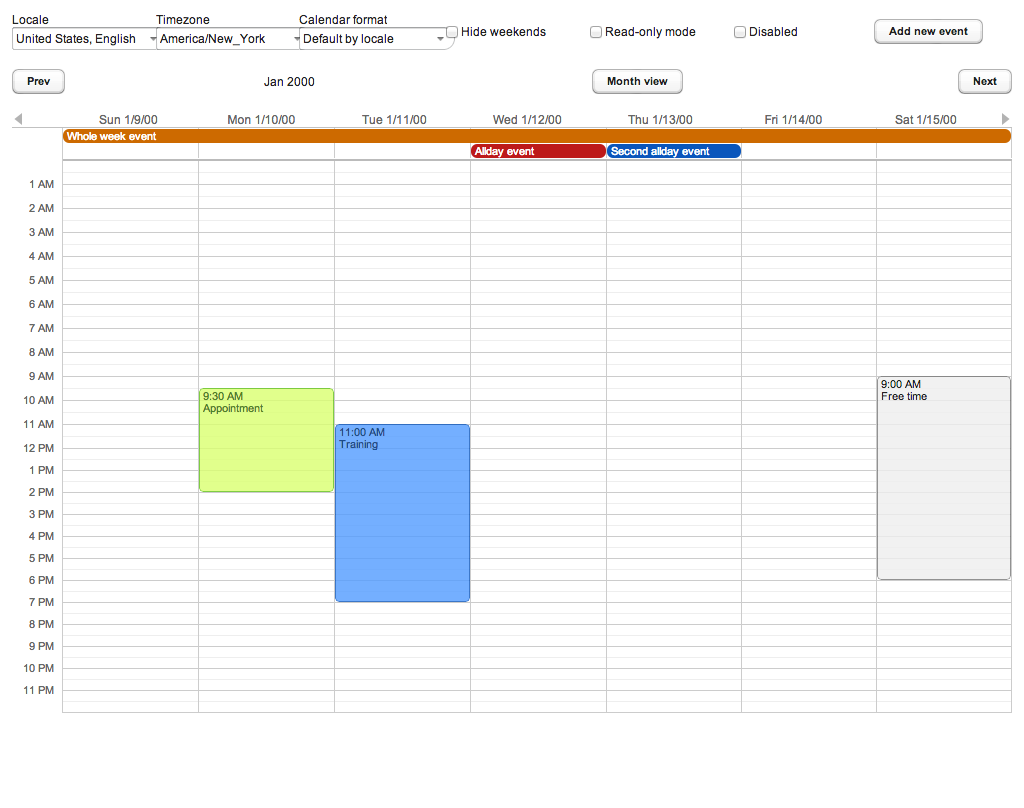 Locale Timezone Calendar format
United States, English America/New_York Default by locale Hide weekends Read-only mode Disabled Add new event
Prev Jan 2000 Month view Next
Sun 1/9/00 Mon 1/10/00 Tue 1/11/00 Wed 1/12/00 Thu 1/13/00 Fri 1/14/00 Sat 1/15/00
Whole week event
Allday event Second allday event
1 AM
2 AM
3 AM
4 AM
5 AM
6 AM
7 AM
8 AM
9 AM
9:00 AM
Free time
9:30 AM
10 AM
Appointment
11 AM
11:00 AM
Training
12 PM
1 PM
2 PM
3 PM
4 PM
5 PM
6 PM
7 PM
8 PM
9 PM
10 PM
11 PM